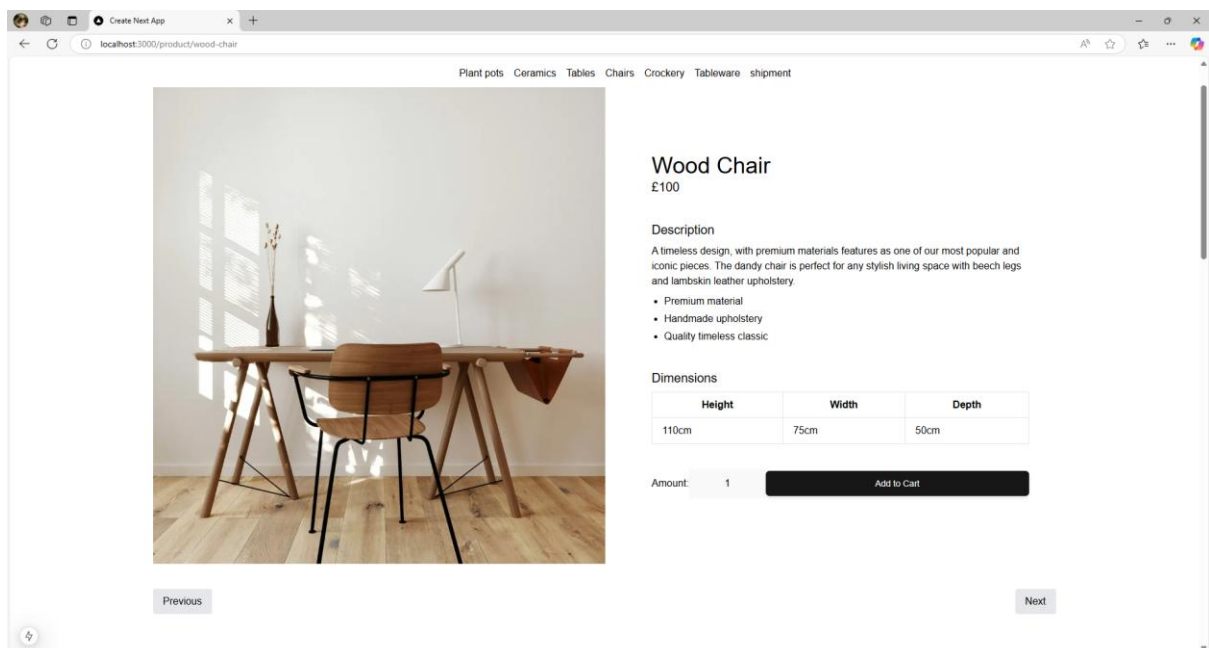 Create Next App
localhost:3000/product/wood-chair
Plant pots Ceramics Tables Chairs Crockery Tableware shipment
Wood Chair
£100
Description
A timeless design, with premium materials features as one of our most popular and
iconic pieces. The dandy chair is perfect for any stylish living space with beech legs
and lambskin leather upholstery.
• Premium material
• Handmade upholstery
• Quality timeless classic
Dimensions
Height Width Depth
110cm 75cm 50cm
Amount: 1 Add to Cart
Previous Next